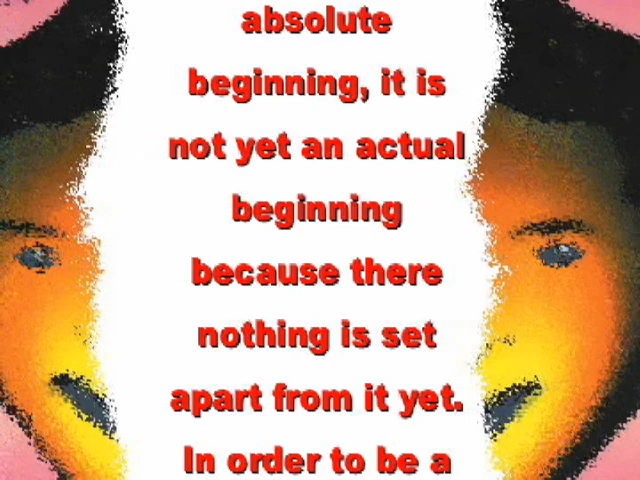 absolute
beginning, it is
not yet an actual
beginning
because there
nothing is set
apart from it yet.
In order to be a